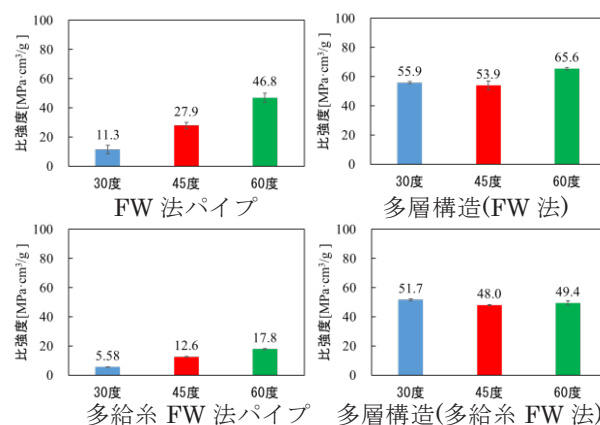 比強度[MPa·cm³/g]
100
80
60
40
20
0
11.3
27.9
46.8
30度
45度
60度
FW 法パイプ
比強度[MPa·cm³/g]
100
80
60
40
20
0
55.9
53.9
65.6
30度
45度
60度
多層構造(FW 法)
比強度[MPa·cm³/g]
100
80
60
40
20
0
5.58
12.6
17.8
30度
45度
60度
多給糸 FW 法パイプ
比強度[MPa·cm³/g]
100
80
60
40
20
0
51.7
48.0
49.4
30度
45度
60度
多層構造(多給糸 FW 法)